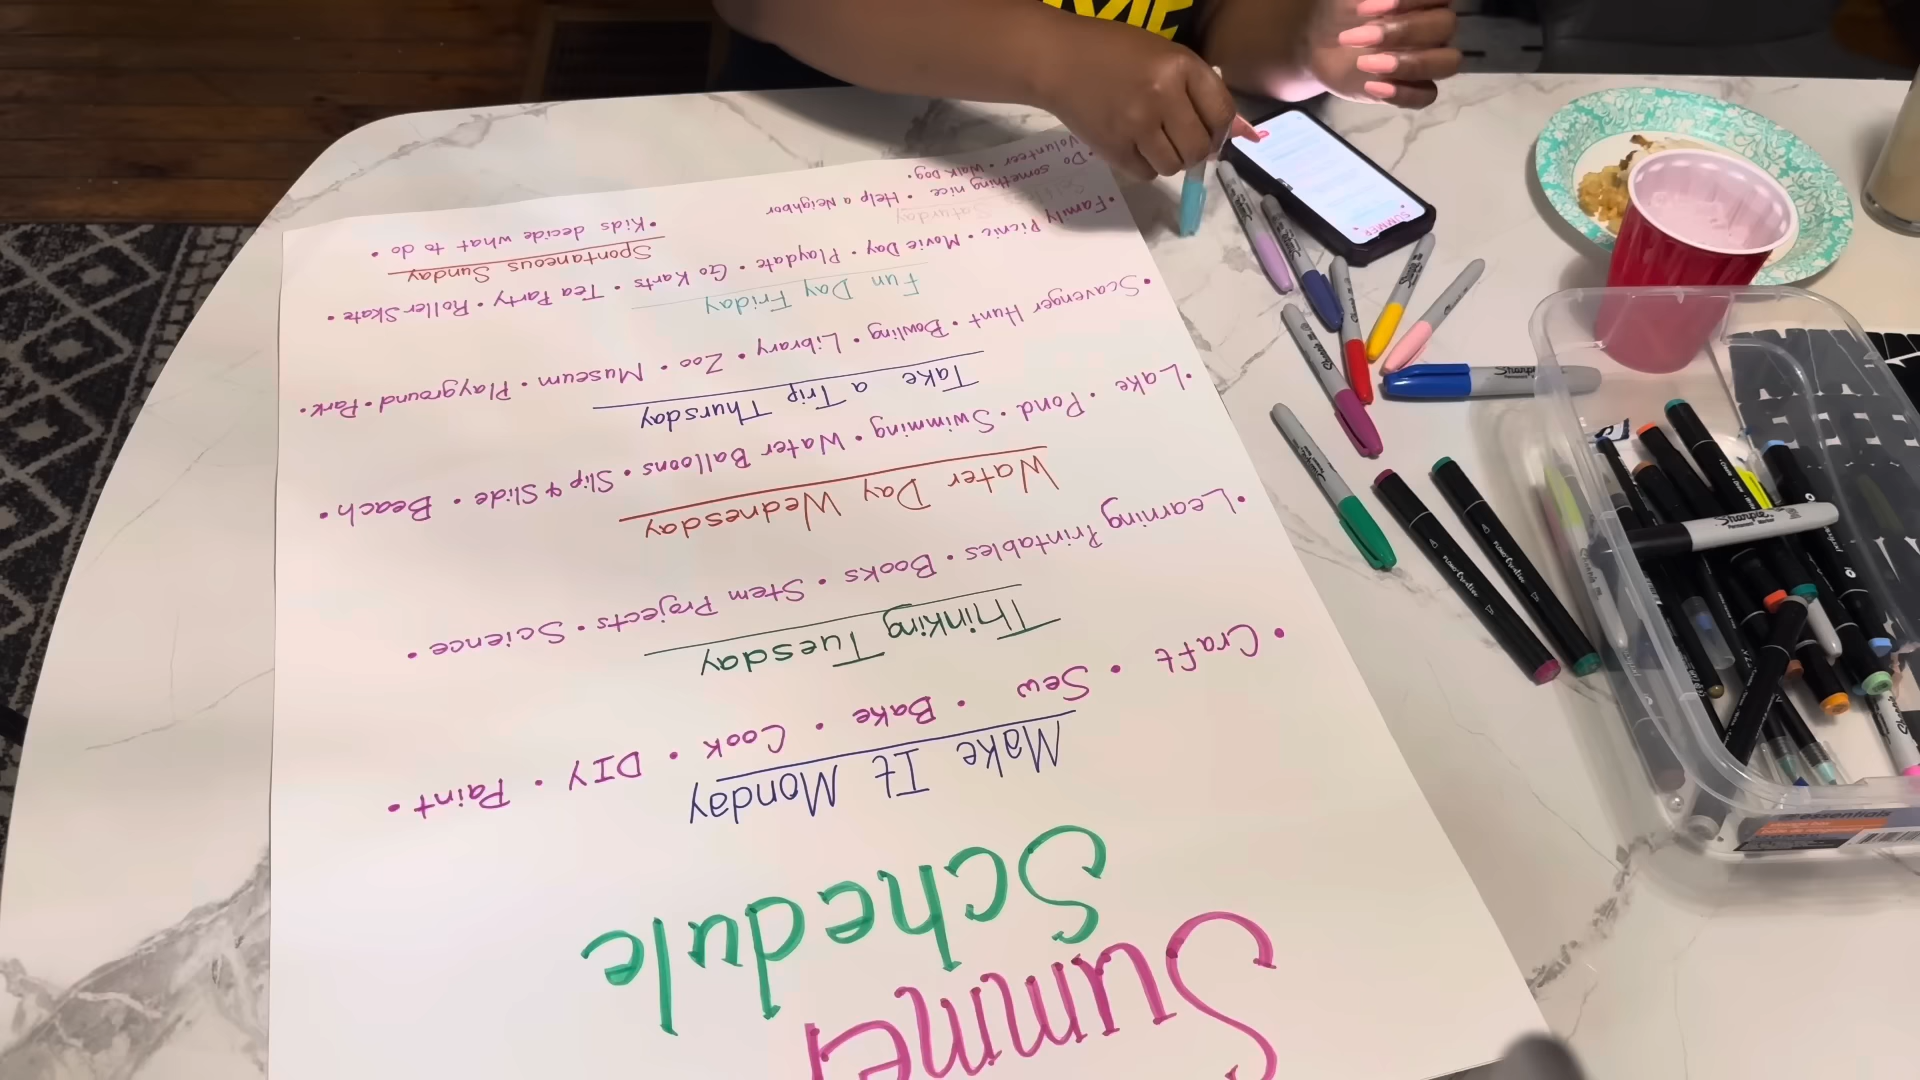 Summer
Schedule
Make It Monday
• Craft • Sew • Bake • Cook • DIY • Paint •
Thinking Tuesday
• Learning Printables • Books • Stem Projects • Science •
Water Day Wednesday
• Lake • Pond • Swimming • Water Balloons • Slip & Slide • Beach •
Take a Trip Thursday
• Scavenger Hunt • Bowling • Library • Zoo • Museum • Playground • Park •
Fun Day Friday
• Family Picnic • Movie Day • Playdate • Go Karts • Tea Party • Roller Skate •
Saturday
• Do something nice • Help a Neighbor
• Volunteer • Walk Dog •
Spontaneous Sunday
• Kids decide what to do •
SUMMER
Sharpie
Sharpie
essentials